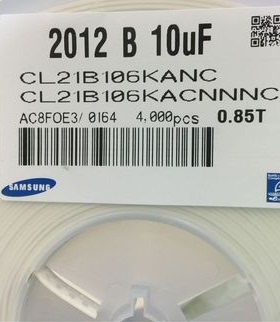 2012 B 10uF
CL21B106KANC
CL21B106KACNNNC
AC8FOE3/ 0164 4,000pcs 0.85T
SAMSUNG